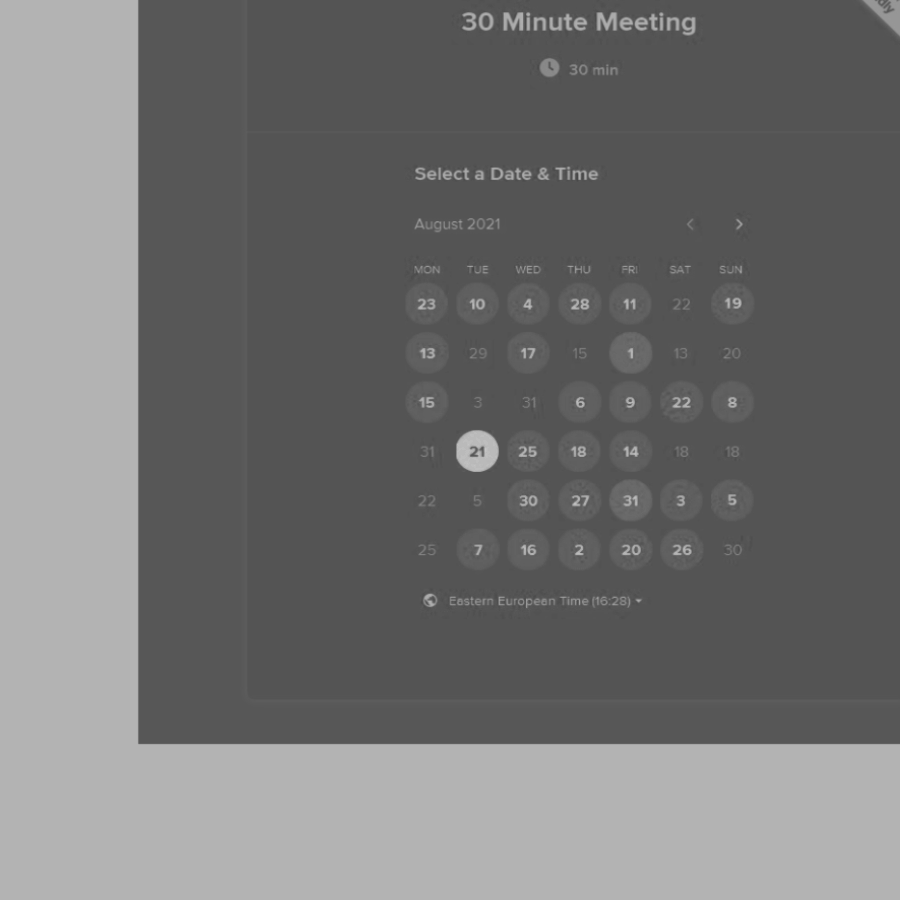 30 Minute Meeting
30 min
Select a Date & Time
August 2021
MON TUE WED THU FRI SAT SUN
23 10 4 28 11 22 19
13 29 17 15 1 13 20
15 3 31 6 9 22 8
31 21 25 18 14 18 18
22 5 30 27 31 3 5
25 7 16 2 20 26 30
Eastern European Time (16:28)